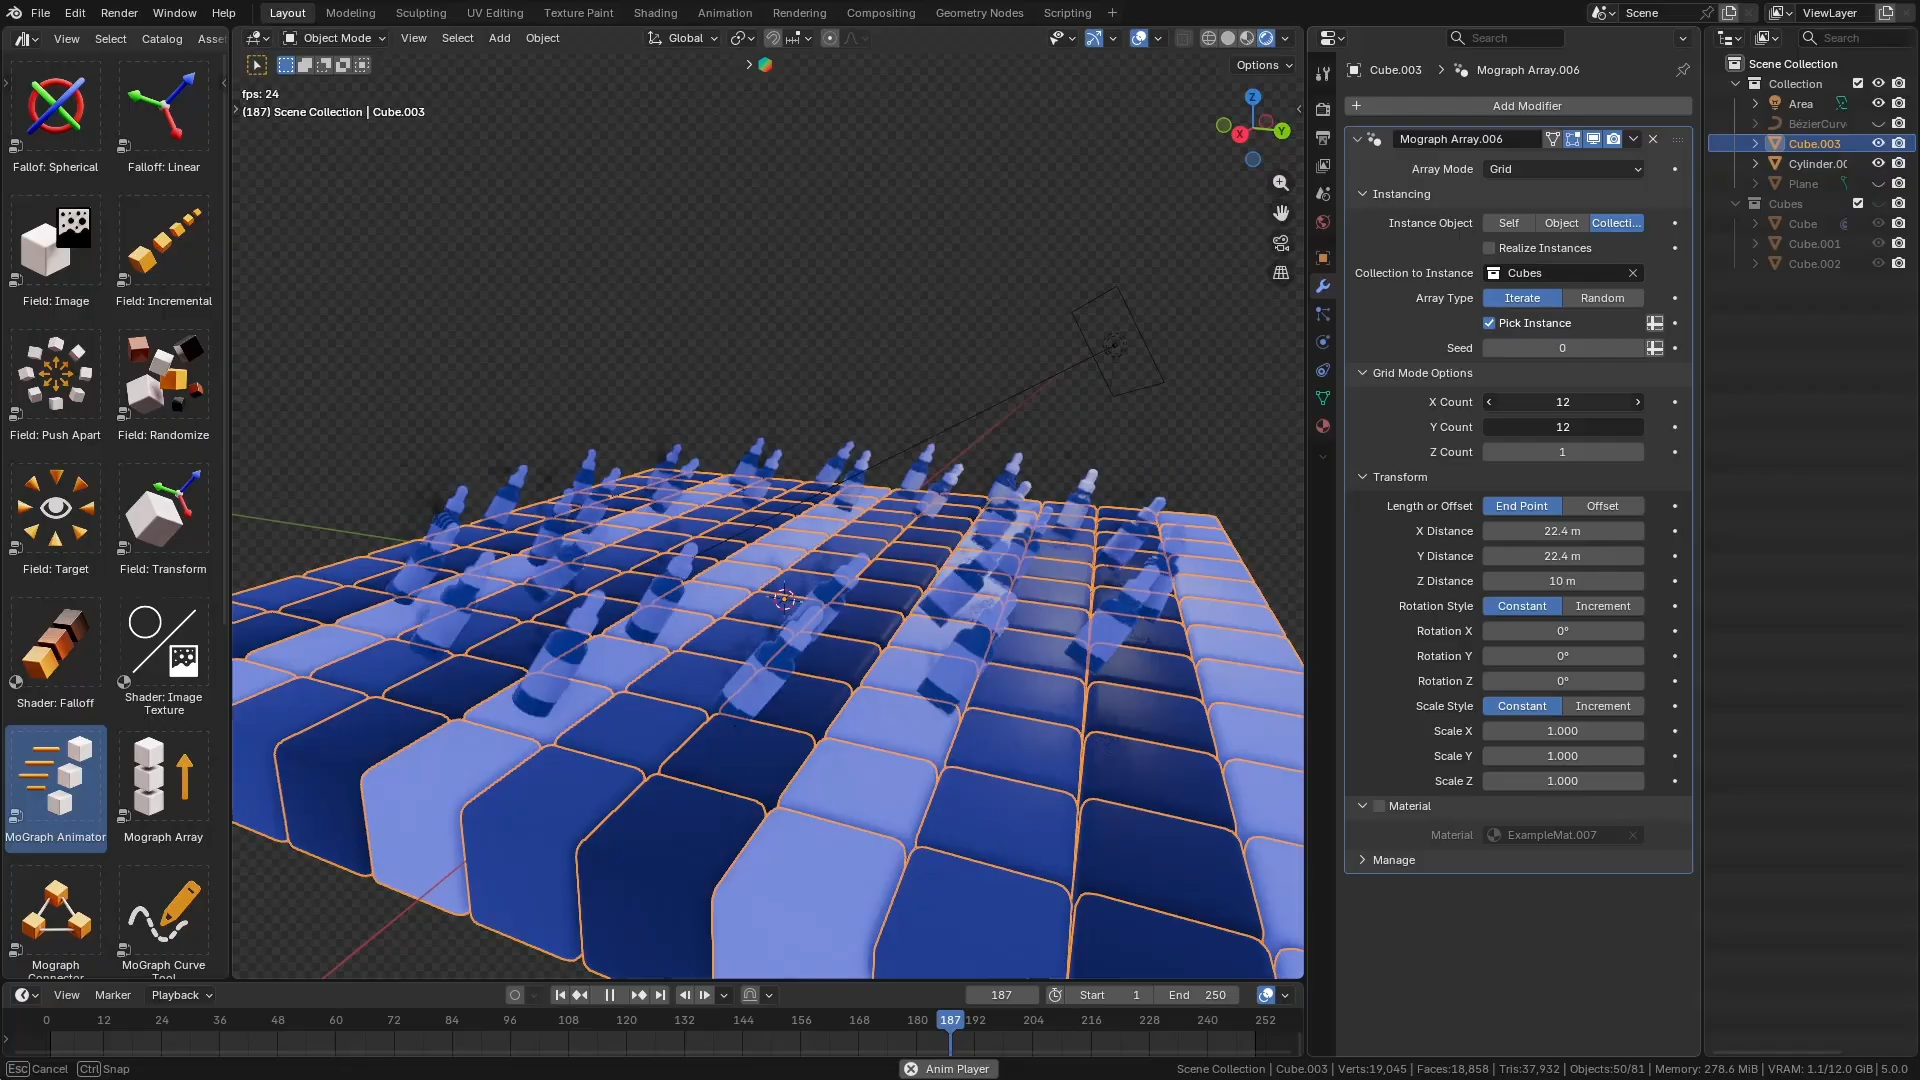 File Edit Render Window Help Layout Modeling Sculpting UV Editing Texture Paint Shading Animation Rendering Compositing Geometry Nodes Scripting + Scene ViewLayer
View Select Catalog Asse
Object Mode View Select Add Object Global
Search
Search
Options
fps: 24
(187) Scene Collection | Cube.003
Z
X
Y
Fallof: Spherical
Falloff: Linear
Field: Image
Field: Incremental
Field: Push Apart
Field: Randomize
Field: Target
Field: Transform
Shader: Falloff
Shader: Image
Texture
MoGraph Animator
Mograph Array
Mograph
Connector
MoGraph Curve
Tool
Cube.003 > Mograph Array.006
+ Add Modifier
Mograph Array.006
Array Mode Grid
Instancing
Instance Object Self Object Collecti...
Realize Instances
Collection to Instance Cubes
Array Type Iterate Random
Pick Instance
Seed 0
Grid Mode Options
X Count < 12 >
Y Count 12
Z Count 1
Transform
Length or Offset End Point Offset
X Distance 22.4 m
Y Distance 22.4 m
Z Distance 10 m
Rotation Style Constant Increment
Rotation X 0°
Rotation Y 0°
Rotation Z 0°
Scale Style Constant Increment
Scale X 1.000
Scale Y 1.000
Scale Z 1.000
Material
Material ExampleMat.007
Manage
Scene Collection
Collection
Area
BézierCurv
Cube.003
Cylinder.00
Plane
Cubes
Cube
Cube.001
Cube.002
View Marker Playback
187 Start 1 End 250
0 12 24 36 48 60 72 84 96 108 120 132 144 156 168 180 187 192 204 216 228 240 252
Esc Cancel Ctrl Snap
Anim Player
Scene Collection | Cube.003 | Verts:19,045 | Faces:18,858 | Tris:37,932 | Objects:50/81 | Memory: 278.6 MiB | VRAM: 1.1/12.0 GiB | 5.0.0